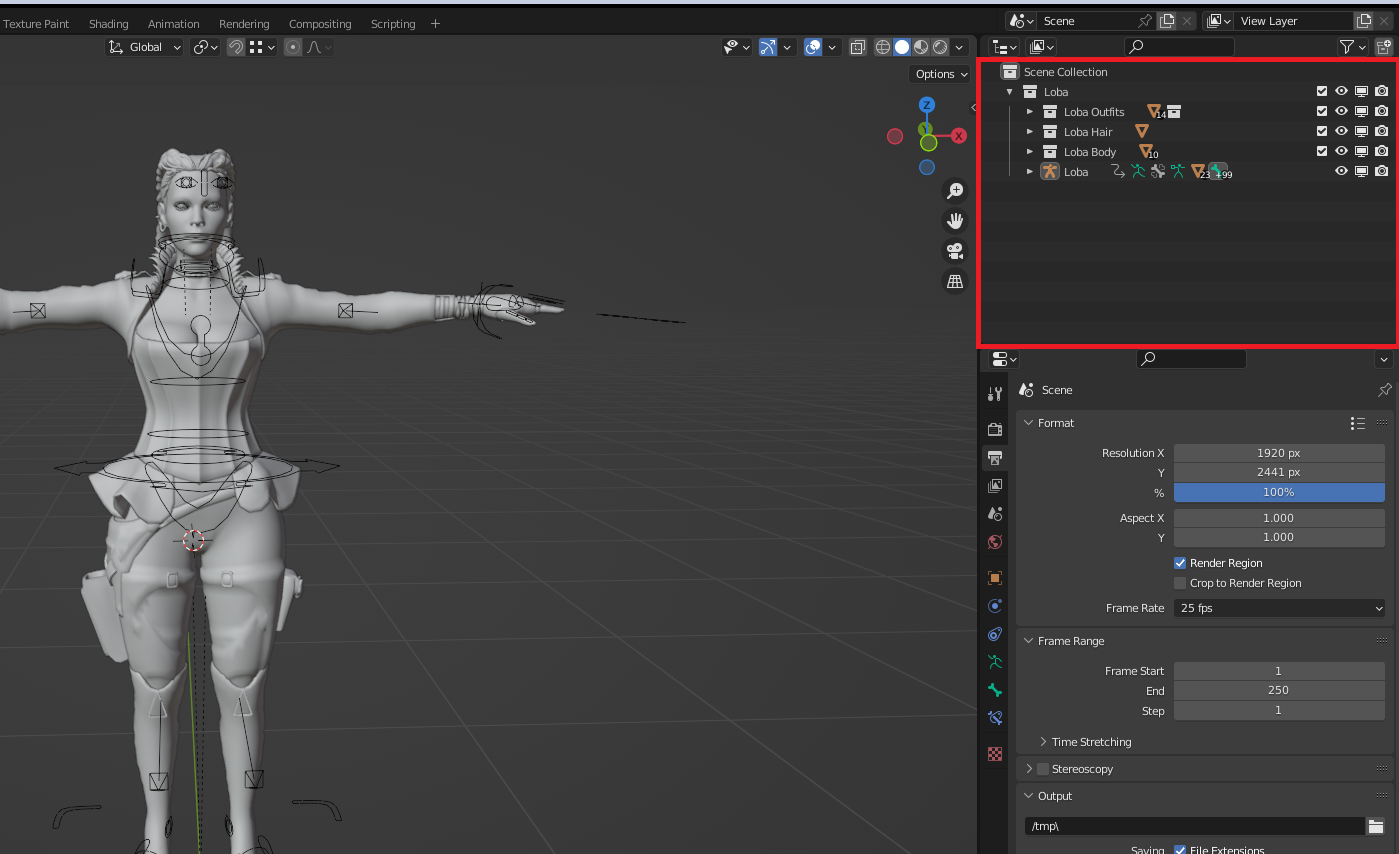 Texture Paint Shading Animation Rendering Compositing Scripting +
Scene
View Layer
Global
Options
Z
Y
X
Scene Collection
Loba
Loba Outfits 14
Loba Hair
Loba Body 10
Loba 23 +99
Scene
Format
Resolution X 1920 px
Y 2441 px
% 100%
Aspect X 1.000
Y 1.000
Render Region
Crop to Render Region
Frame Rate 25 fps
Frame Range
Frame Start 1
End 250
Step 1
Time Stretching
Stereoscopy
Output
/tmp\
Saving File Extensions